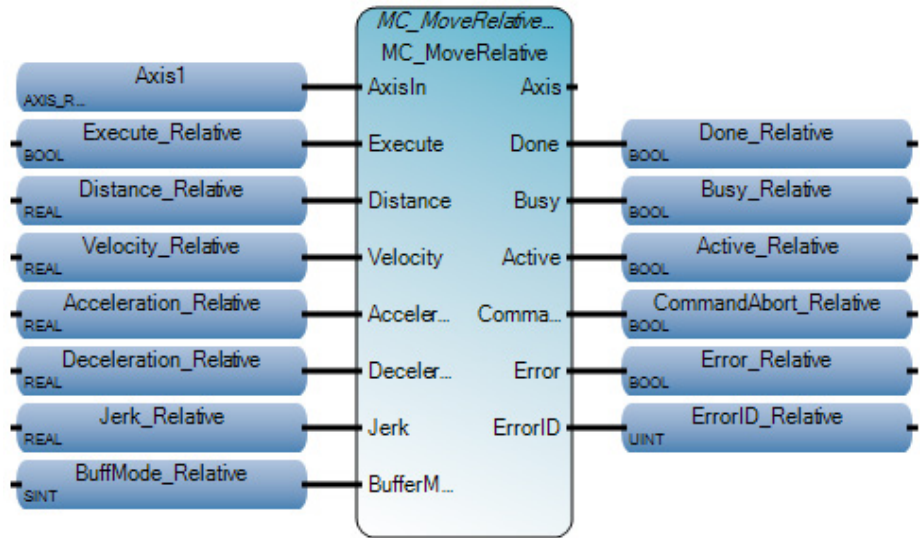 MC_MoveRelative...
MC_MoveRelative
Axis1
AXIS_R...
AxisIn
Axis
Execute_Relative
BOOL
Execute
Done
Done_Relative
BOOL
Distance_Relative
REAL
Distance
Busy
Busy_Relative
BOOL
Velocity_Relative
REAL
Velocity
Active
Active_Relative
BOOL
Acceleration_Relative
REAL
Acceler...
Comma...
CommandAbort_Relative
BOOL
Deceleration_Relative
REAL
Deceler...
Error
Error_Relative
BOOL
Jerk_Relative
REAL
Jerk
ErrorID
ErrorID_Relative
UINT
BuffMode_Relative
SINT
BufferM...